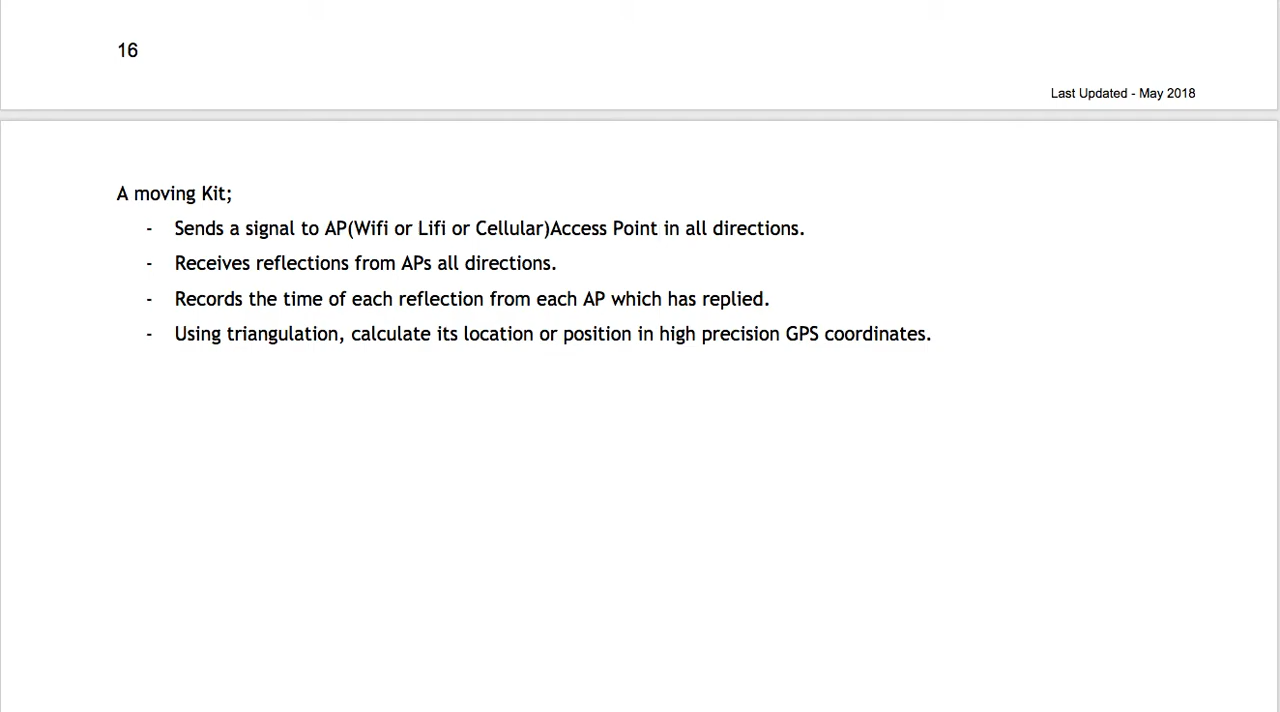 16
Last Updated - May 2018
A moving Kit;
- Sends a signal to AP(Wifi or Lifi or Cellular)Access Point in all directions.
- Receives reflections from APs all directions.
- Records the time of each reflection from each AP which has replied.
- Using triangulation, calculate its location or position in high precision GPS coordinates.